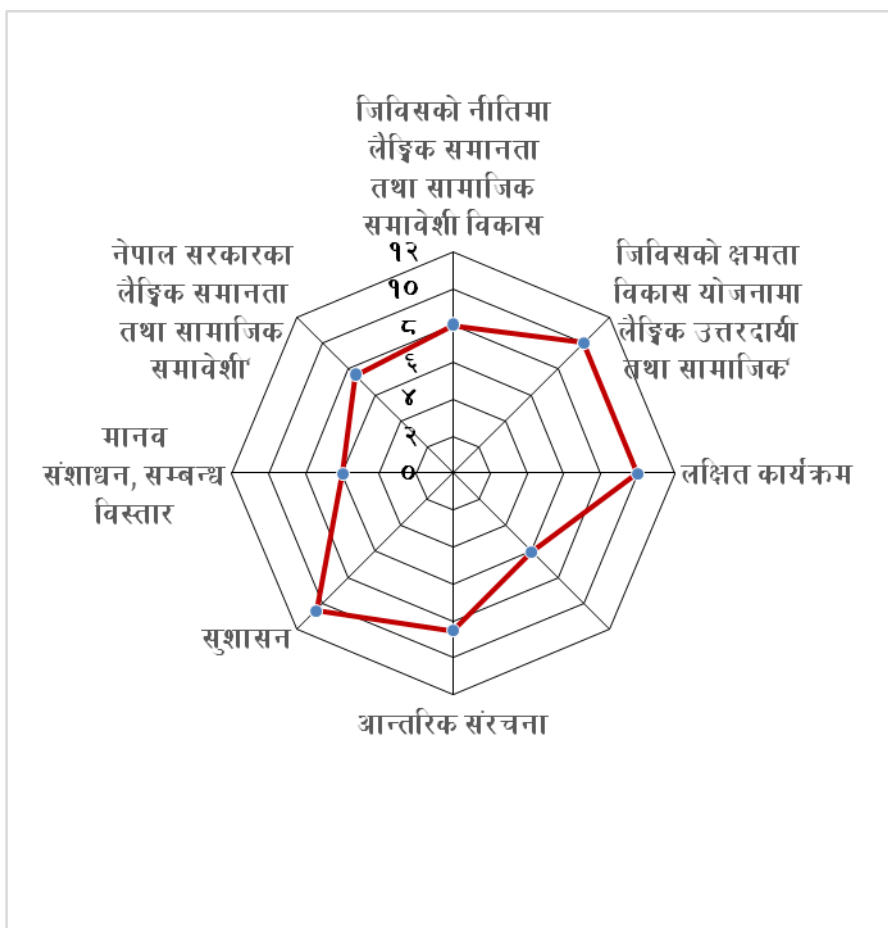 जिविसको नीतिमा
लैङ्गिक समानता
तथा सामाजिक
समावेशी विकास
जिविसको क्षमता
विकास योजनामा
लैङ्गिक उत्तरदायी
तथा सामाजिक
लक्षित कार्यक्रम
आन्तरिक संरचना
सुशासन
मानव
संशाधन, सम्बन्ध
विस्तार
नेपाल सरकारका
लैङ्गिक समानता
तथा सामाजिक
समावेशी
१२
१०
८
६
४
२
०